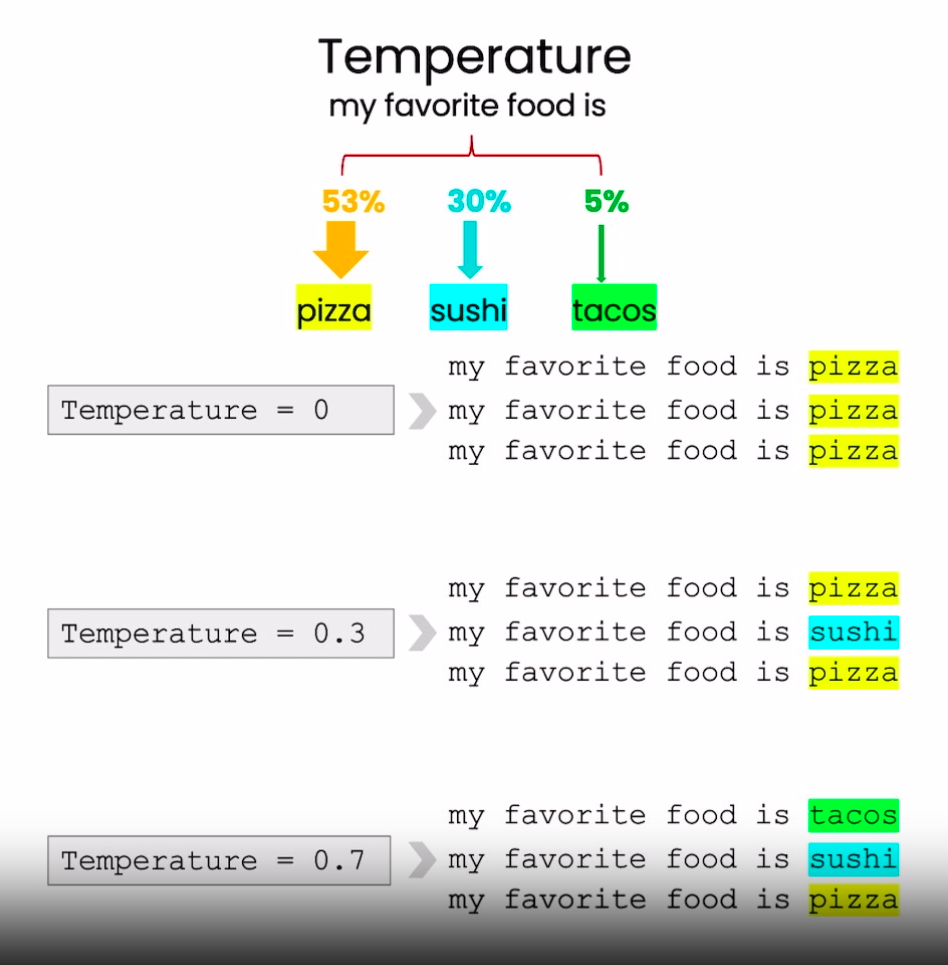 Temperature
my favorite food is
53% 30% 5%
pizza sushi tacos
my favorite food is pizza
Temperature = 0
my favorite food is pizza
my favorite food is pizza
my favorite food is pizza
Temperature = 0.3
my favorite food is sushi
my favorite food is pizza
my favorite food is tacos
Temperature = 0.7
my favorite food is sushi
my favorite food is pizza